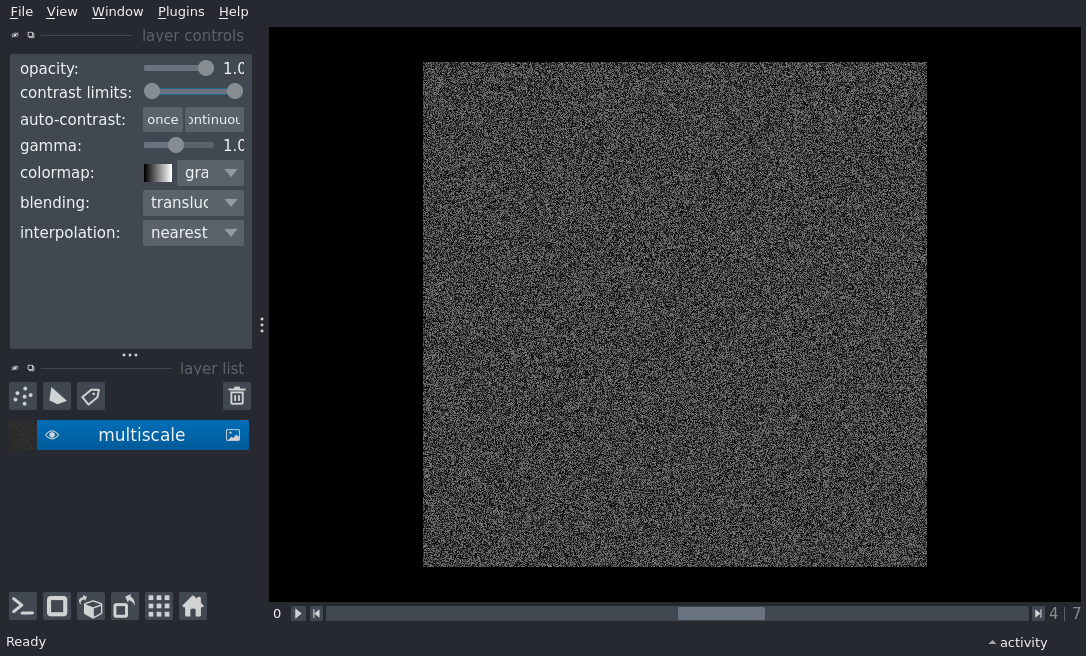 File View Window Plugins Help
layer controls
opacity: 1.0
contrast limits:
auto-contrast: once ontinuou
gamma: 1.0
colormap: gra
blending: transluc
interpolation: nearest
layer list
multiscale
0 4 | 7
Ready activity